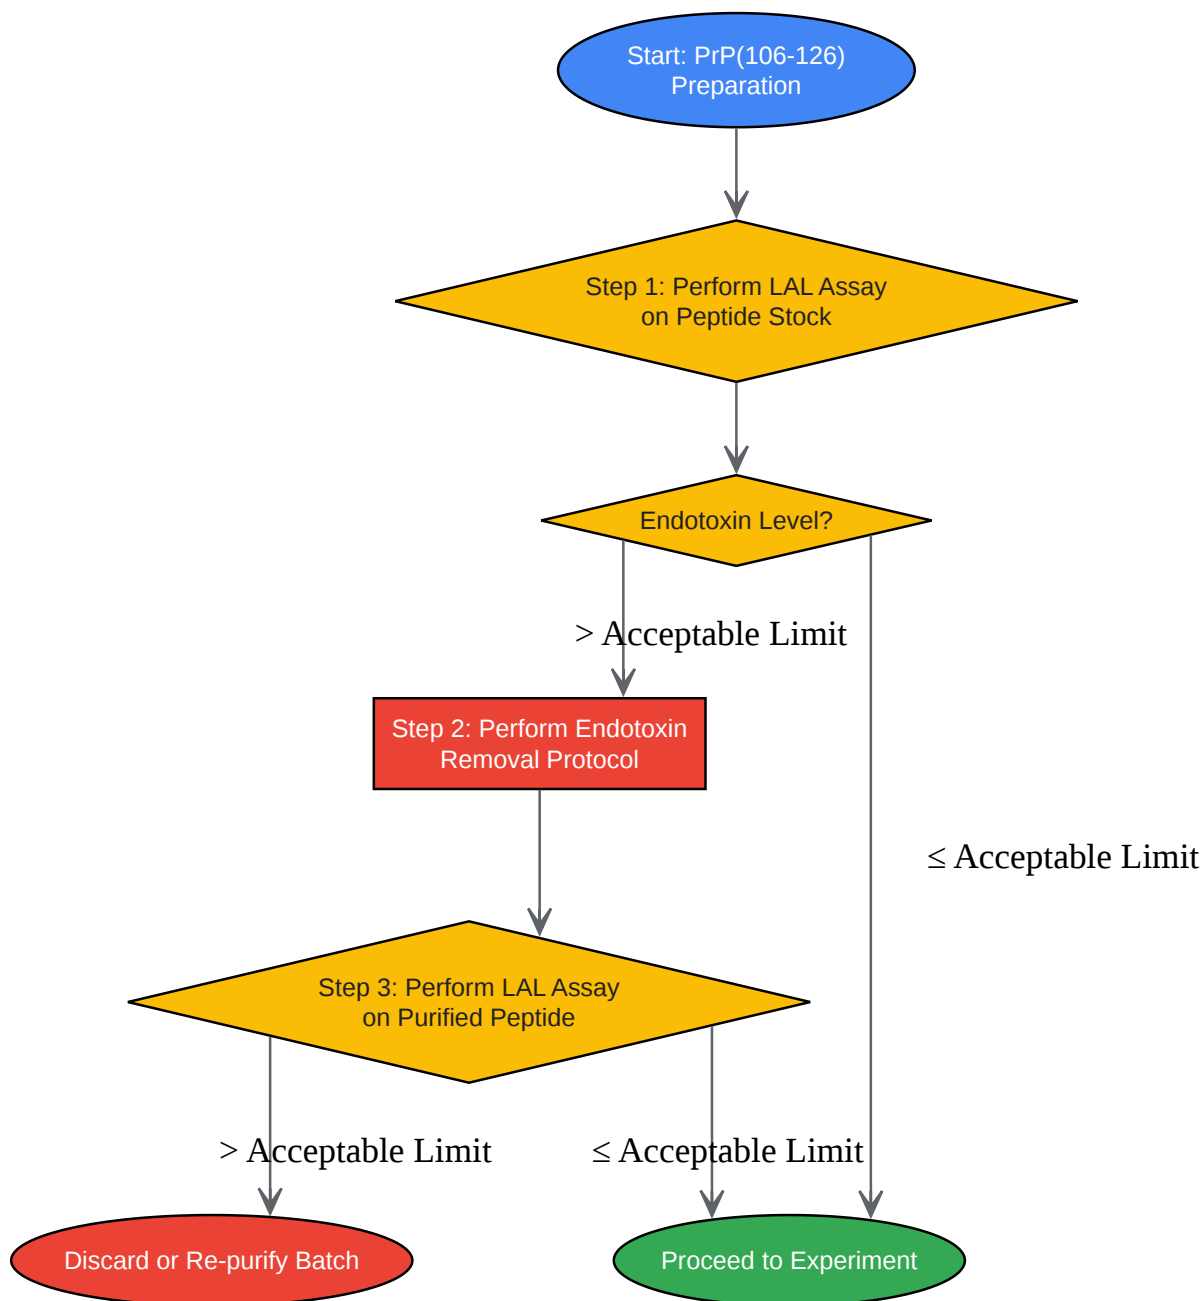 Start: PrP(106-126)
Preparation
Step 1: Perform LAL Assay
on Peptide Stock
Endotoxin Level?
> Acceptable Limit
Step 2: Perform Endotoxin
Removal Protocol
≤ Acceptable Limit
Step 3: Perform LAL Assay
on Purified Peptide
> Acceptable Limit
≤ Acceptable Limit
Discard or Re-purify Batch
Proceed to Experiment